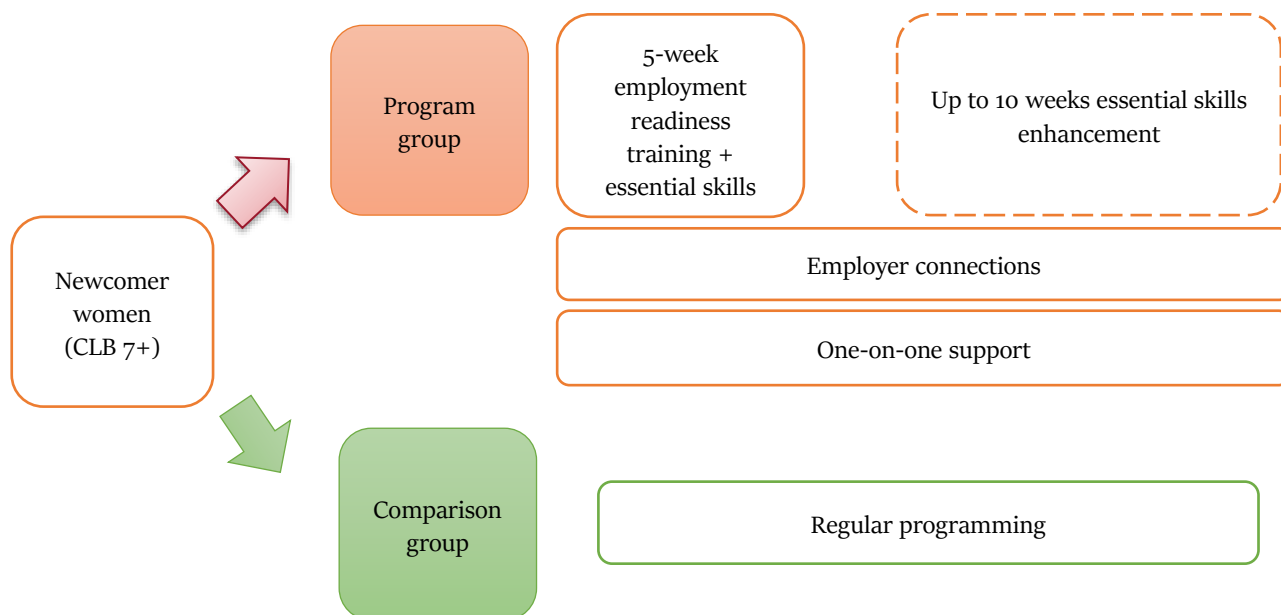 Newcomer
women
(CLB 7+)
Program
group
5-week
employment
readiness
training +
essential skills
Up to 10 weeks essential skills
enhancement
Employer connections
One-on-one support
Comparison
group
Regular programming